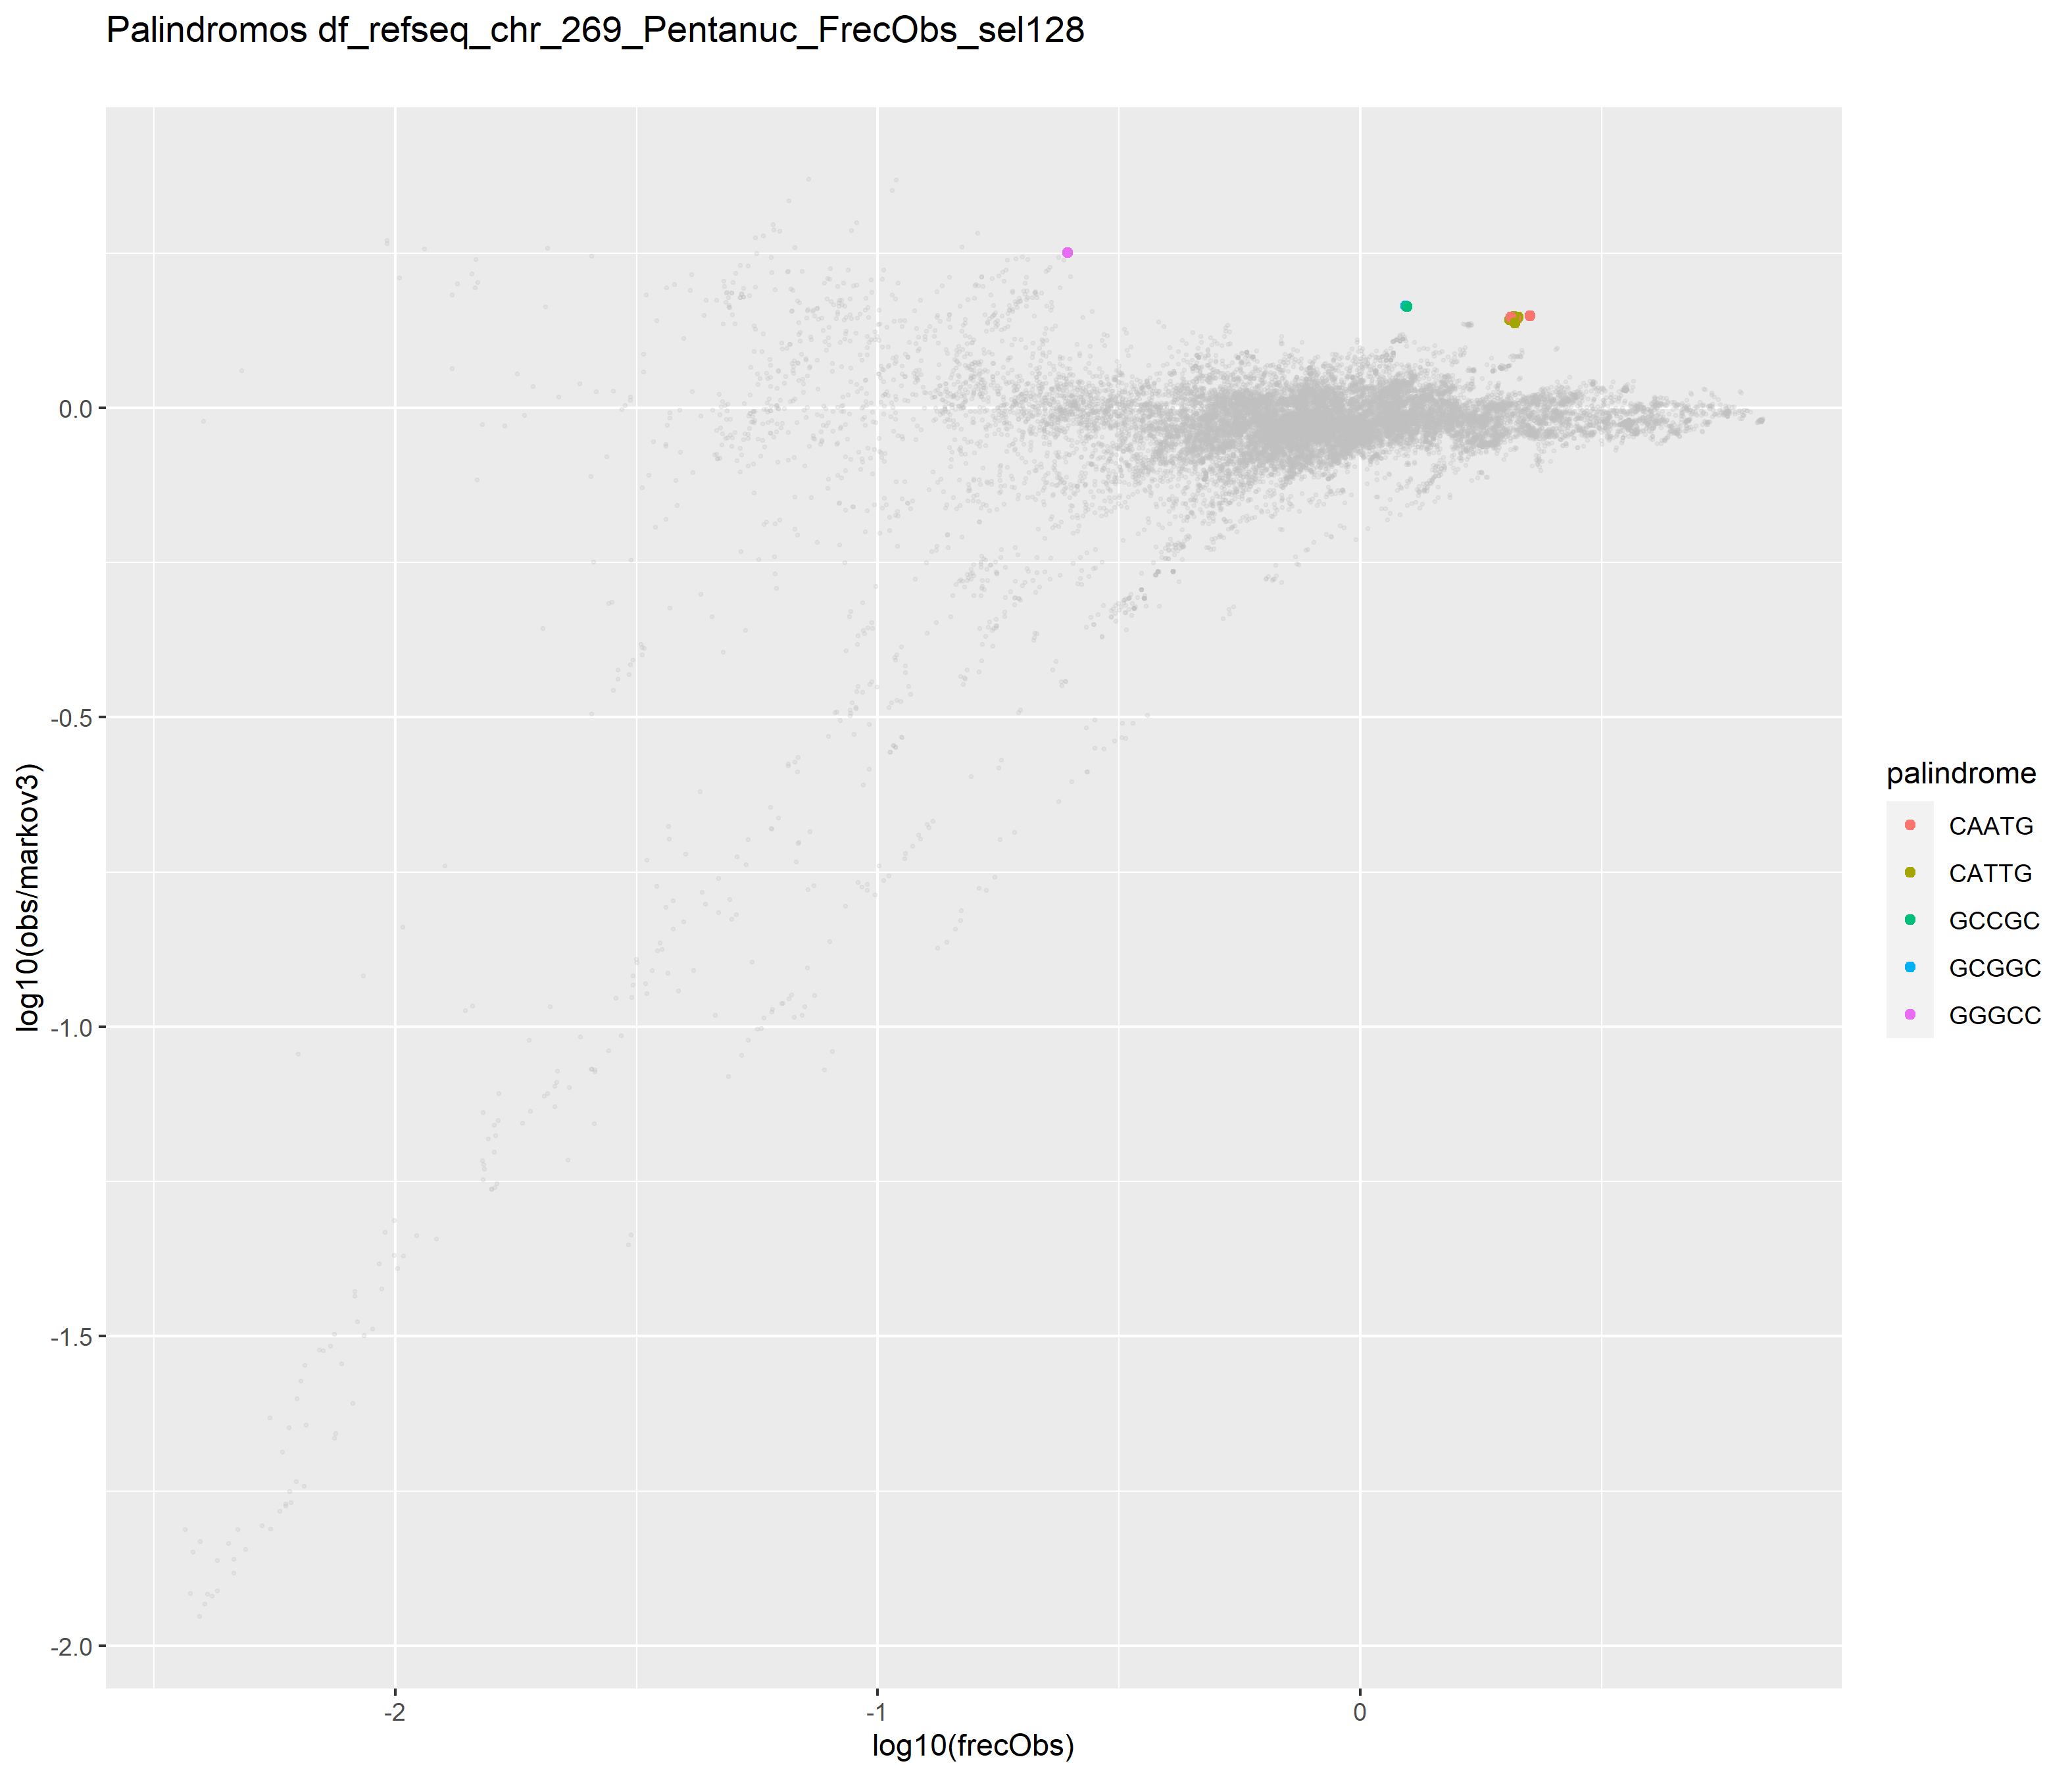 Palindromos df_refseq_chr_269_Pentanuc_FrecObs_sel128
log10(obs/markov3)
0.0
-0.5
-1.0
-1.5
-2.0
-2
-1
0
log10(frecObs)
palindrome
CAATG
CATTG
GCCGC
GCGGC
GGGCC